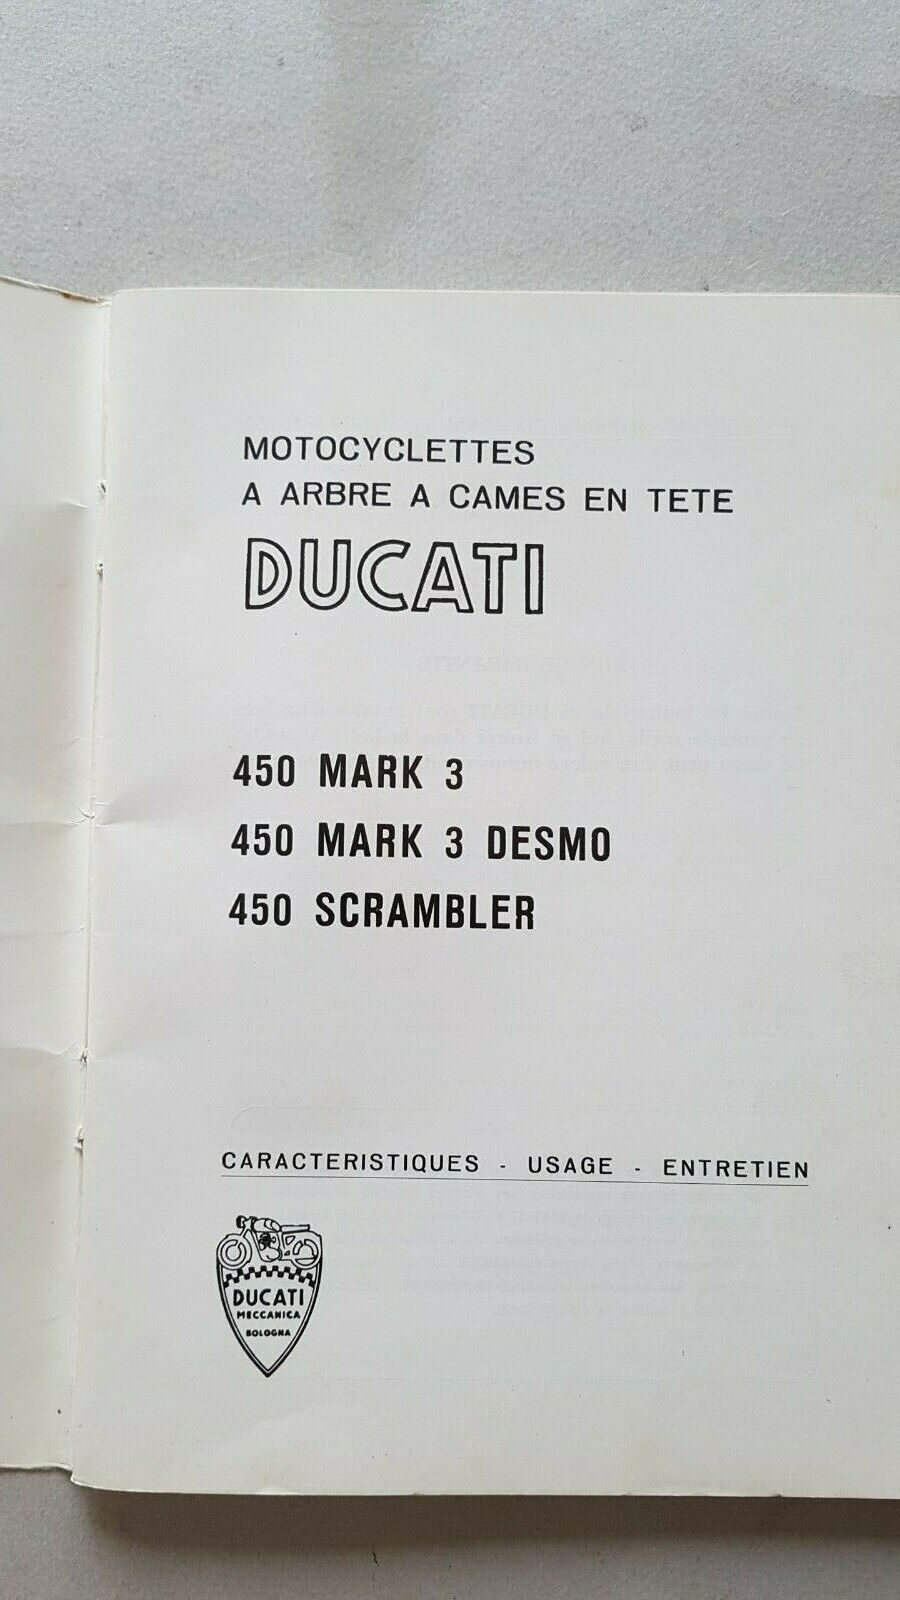 MOTOCYCLETTES
A ARBRE A CAMES EN TETE
DUCATI
450 MARK 3
450 MARK 3 DESMO
450 SCRAMBLER
CARACTERISTIQUES - USAGE - ENTRETIEN
DUCATI
MECCANICA
BOLOGNA